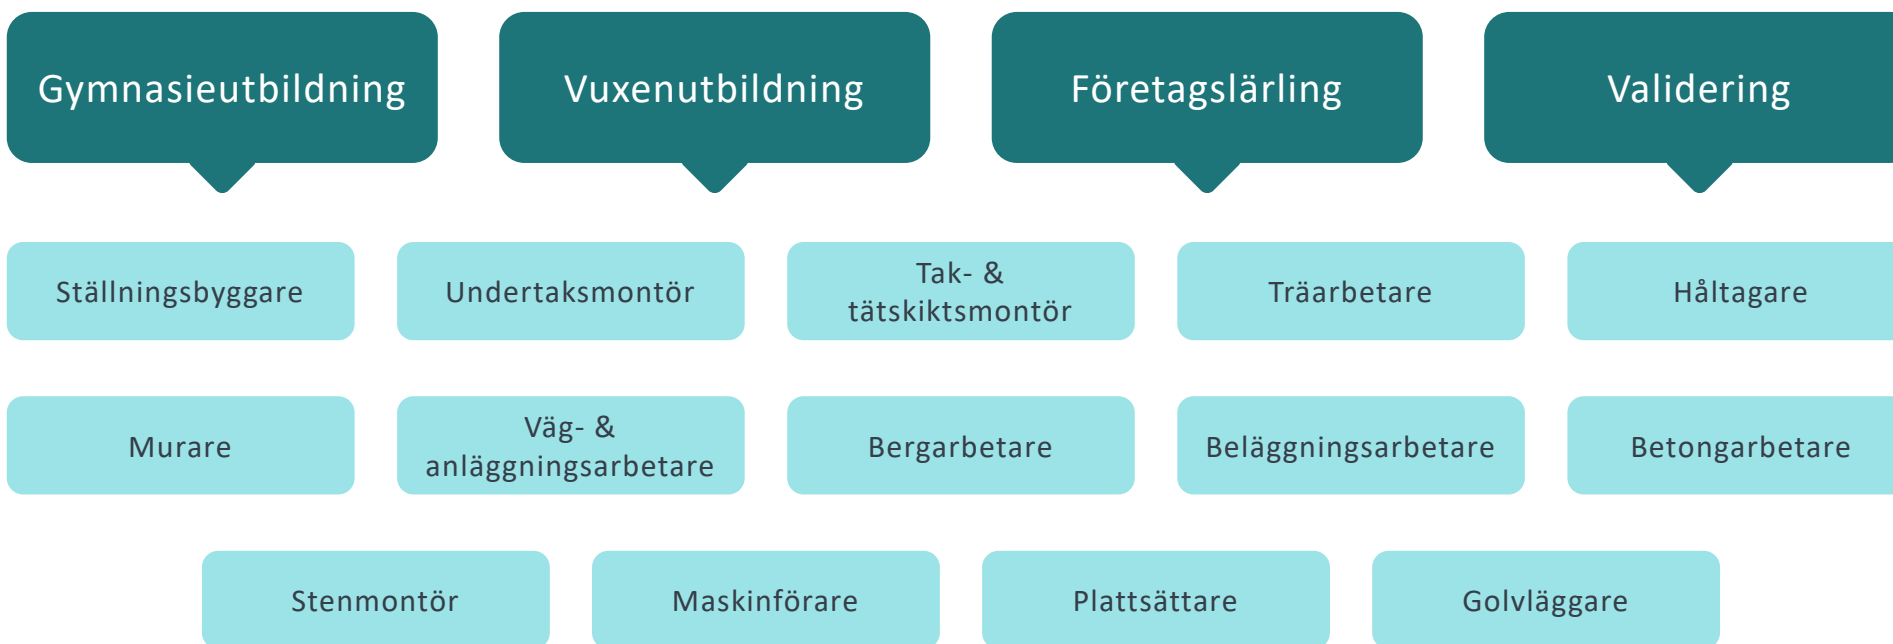 Gymnasieutbildning
Vuxenutbildning
Företagslärling
Validering
Ställningsbyggare
Undertaksmontör
Tak- &
tätskiktsmontör
Träarbetare
Håltagare
Murare
Väg- &
anläggningsarbetare
Bergarbetare
Beläggningsarbetare
Betongarbetare
Stenmontör
Maskinförare
Plattsättare
Golvläggare